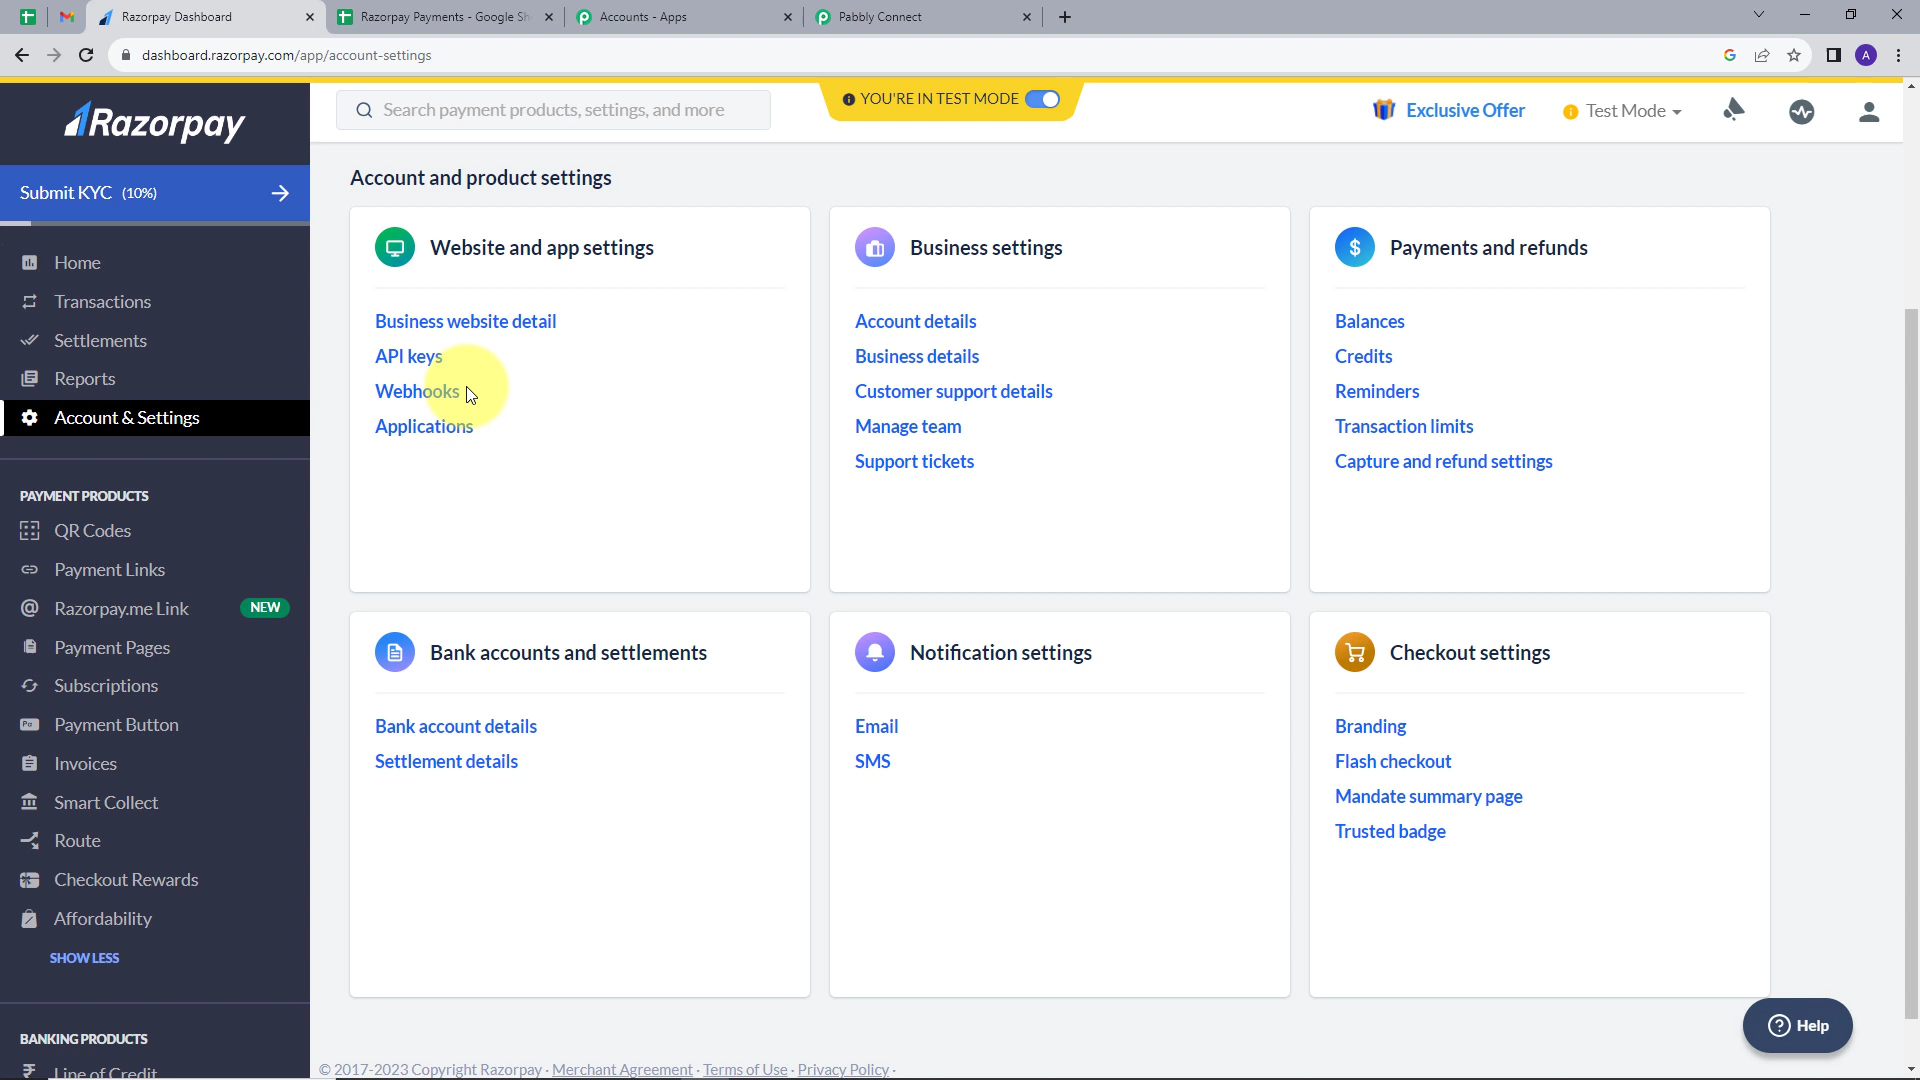 Razorpay Dashboard
Razorpay Payments - Google Sh
Accounts - Apps
Pabbly Connect
dashboard.razorpay.com/app/account-settings
A
Razorpay
Search payment products, settings, and more
YOU'RE IN TEST MODE
Exclusive Offer
Test Mode
Submit KYC (10%)
Home
Transactions
Settlements
Reports
Account & Settings
PAYMENT PRODUCTS
QR Codes
Payment Links
Razorpay.me Link NEW
Payment Pages
Subscriptions
Payment Button
Invoices
Smart Collect
Route
Checkout Rewards
Affordability
SHOW LESS
BANKING PRODUCTS
Line of Credit
Account and product settings
Website and app settings
Business website detail
API keys
Webhooks
Applications
Business settings
Account details
Business details
Customer support details
Manage team
Support tickets
Payments and refunds
Balances
Credits
Reminders
Transaction limits
Capture and refund settings
Bank accounts and settlements
Bank account details
Settlement details
Notification settings
Email
SMS
Checkout settings
Branding
Flash checkout
Mandate summary page
Trusted badge
Help
© 2017-2023 Copyright Razorpay · Merchant Agreement · Terms of Use · Privacy Policy ·